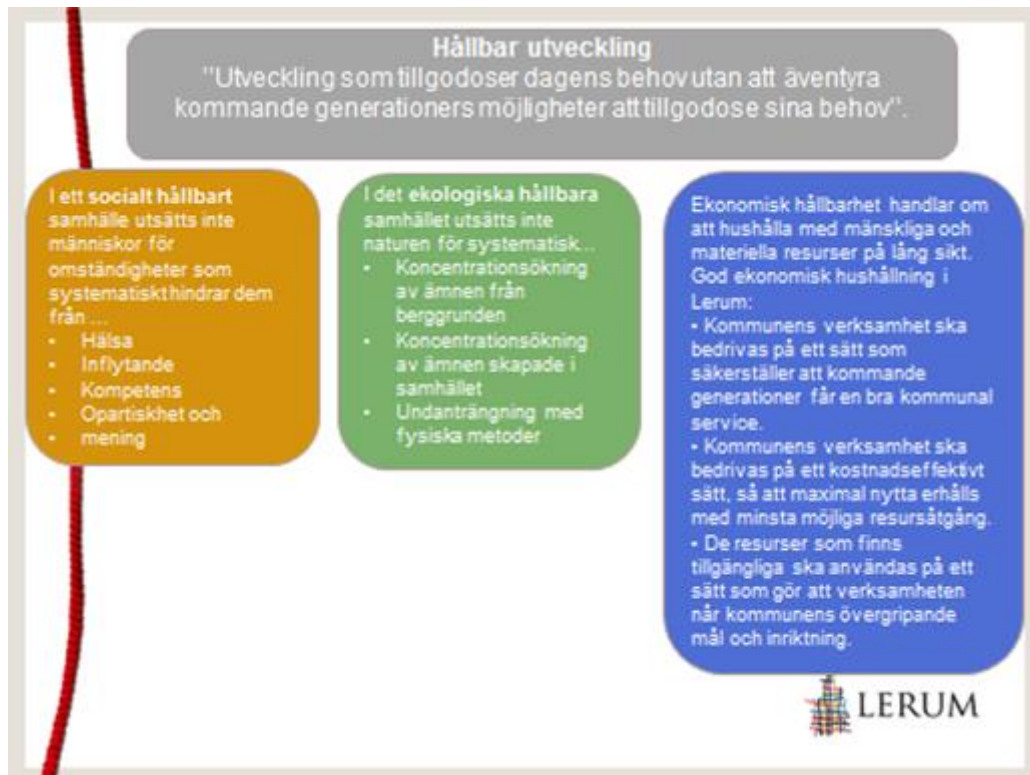 Hållbar utveckling
"Utveckling som tillgodoser dagens behov utan att äventyra
kommande generationers möjligheter att tillgodose sina behov".
I ett socialt hållbart
samhälle utsätts inte
människor för
omständigheter som
systematiskt hindrar dem
från ...
• Hälsa
• Inflytande
• Kompetens
• Opartiskhet och
• mening
I det ekologiska hållbara
samhället utsätts inte
naturen för systematisk...
• Koncentrationsökning
av ämnen från
berggrunden
• Koncentrationsökning
av ämnen skapade i
samhället
• Undanträngning med
fysiska metoder
Ekonomisk hållbarhet handlar om
att hushålla med mänskliga och
materiella resurser på lång sikt.
God ekonomisk hushållning i
Lerum:
• Kommunens verksamhet ska
bedrivas på ett sätt som
säkerställer att kommande
generationer får en bra kommunal
service.
• Kommunens verksamhet ska
bedrivas på ett kostnadseffektivt
sätt, så att maximal nytta erhålls
med minsta möjliga resursåtgång.
• De resurser som finns
tillgängliga ska användas på ett
sätt som gör att verksamheten
når kommunens övergripande
mål och inriktning.
LERUM